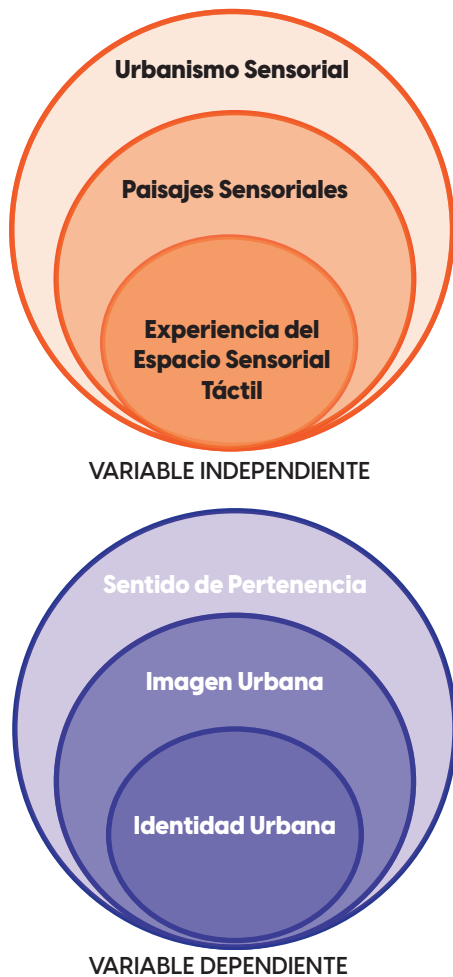 Urbanismo Sensorial
Paisajes Sensoriales
Experiencia del
Espacio Sensorial
Táctil
VARIABLE INDEPENDIENTE
Sentido de Pertenencia
Imagen Urbana
Identidad Urbana
VARIABLE DEPENDIENTE